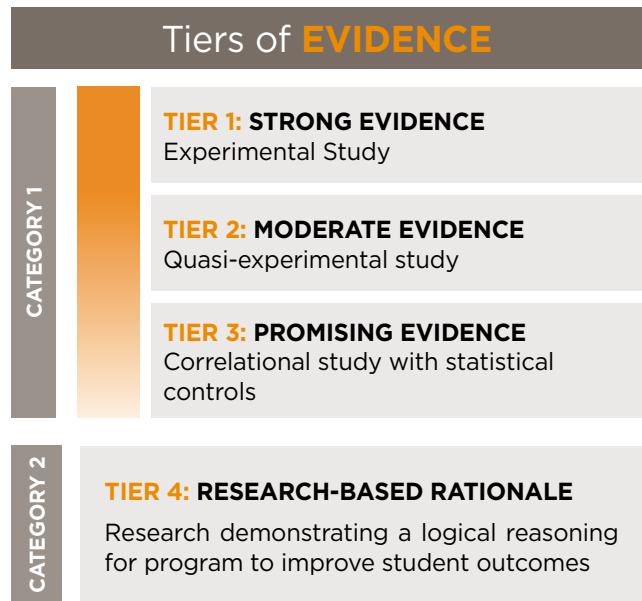 Tiers of EVIDENCE
CATEGORY 1
TIER 1: STRONG EVIDENCE
Experimental Study
TIER 2: MODERATE EVIDENCE
Quasi-experimental study
TIER 3: PROMISING EVIDENCE
Correlational study with statistical
controls
CATEGORY 2
TIER 4: RESEARCH-BASED RATIONALE
Research demonstrating a logical reasoning
for program to improve student outcomes